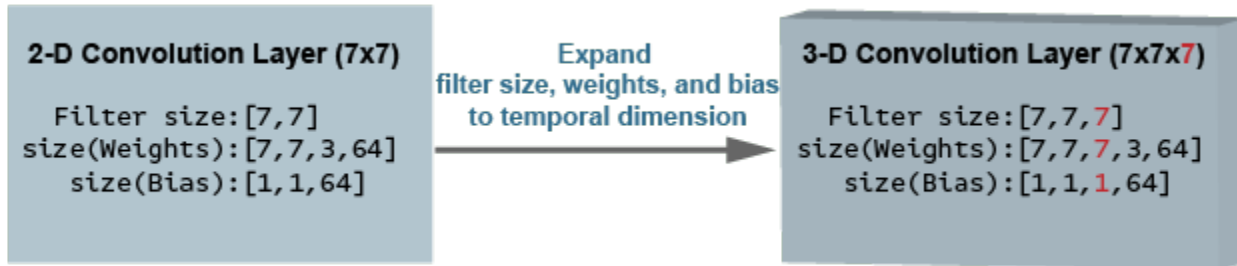 2-D Convolution Layer (7x7)
Filter size:[7,7]
size(Weights):[7,7,3,64]
size(Bias):[1,1,64]
Expand
filter size, weights, and bias
to temporal dimension
3-D Convolution Layer (7x7x7)
Filter size:[7,7,7]
size(Weights):[7,7,7,3,64]
size(Bias):[1,1,1,64]